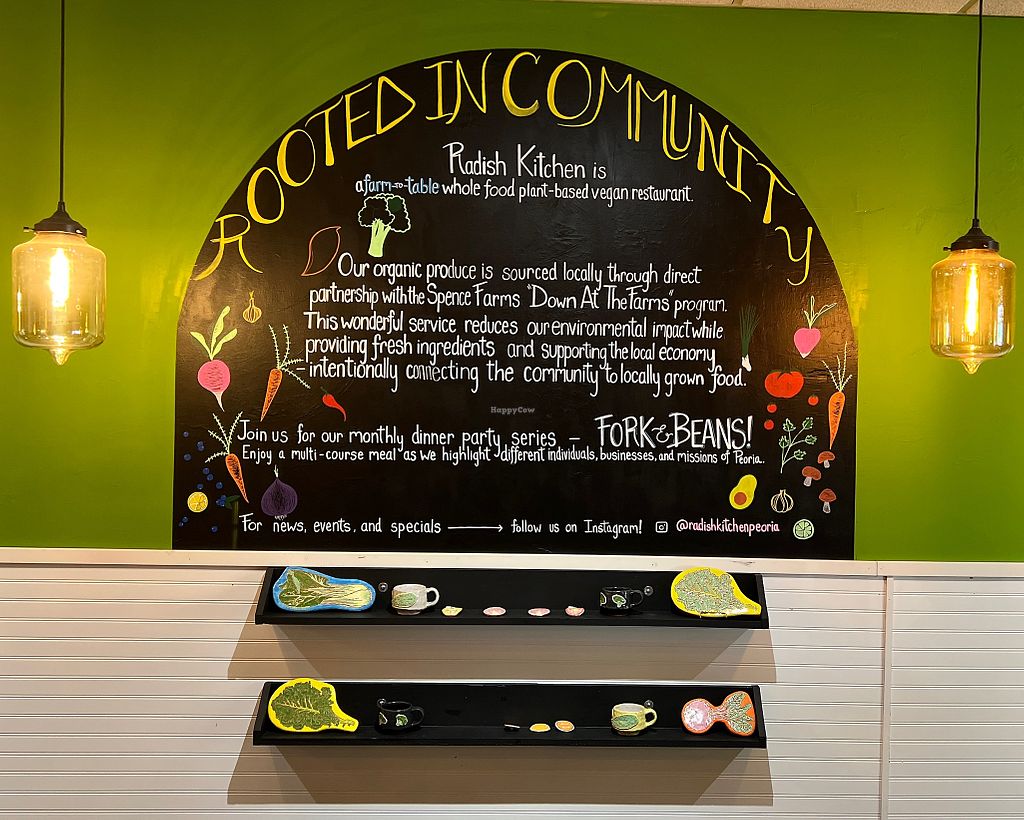 ROOTED IN COMMUNITY
Radish Kitchen is
a farm-to-table whole food plant-based vegan restaurant.
Our organic produce is sourced locally through direct
partnership with the Spence Farms "Down At The Farms" program.
This wonderful service reduces our environmental impact while
providing fresh ingredients and supporting the local economy
- intentionally connecting the community to locally grown food.
HappyCow
Join us for our monthly dinner party series - FORK & BEANS!
Enjoy a multi-course meal as we highlight different individuals, businesses, and missions of Peoria.
For news, events, and specials → follow us on Instagram! @radishkitchenpeoria